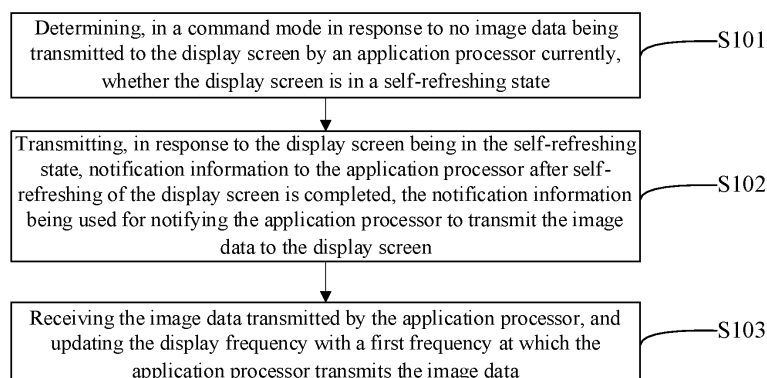 Determining, in a command mode in response to no image data being
transmitted to the display screen by an application processor currently,
whether the display screen is in a self-refreshing state
S101
Transmitting, in response to the display screen being in the self-refreshing
state, notification information to the application processor after self-
refreshing of the display screen is completed, the notification information
being used for notifying the application processor to transmit the image
data to the display screen
S102
Receiving the image data transmitted by the application processor, and
updating the display frequency with a first frequency at which the
application processor transmits the image data
S103